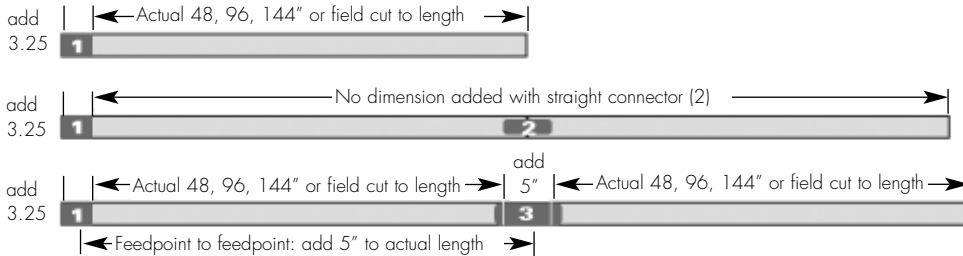 add
3.25
Actual 48, 96, 144” or field cut to length
1
add
3.25
No dimension added with straight connector (2)
1
2
add
5”
add
3.25
Actual 48, 96, 144” or field cut to length
Actual 48, 96, 144” or field cut to length
1
3
Feedpoint to feedpoint: add 5” to actual length